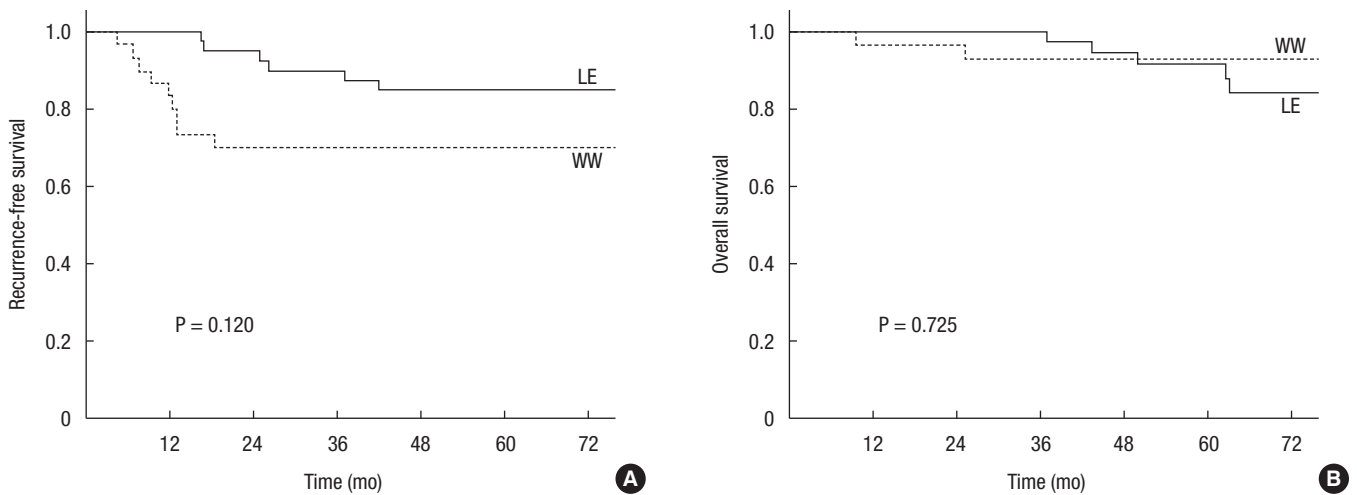 Recurrence-free survival
1.0
0.8
0.6
0.4
0.2
0
LE
WW
P = 0.120
12 24 36 48 60 72
Time (mo)
A
Overall survival
1.0
0.8
0.6
0.4
0.2
0
WW
LE
P = 0.725
12 24 36 48 60 72
Time (mo)
B